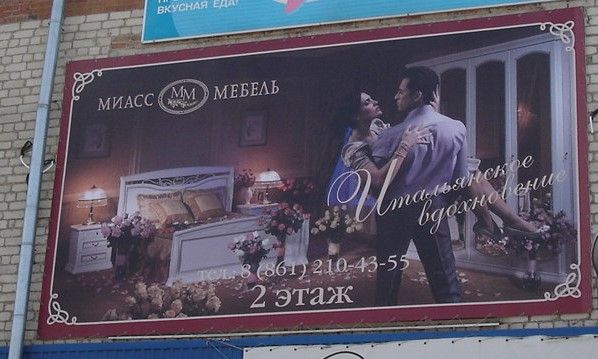 ВКУСНАЯ ЕДА!
МИАСС ММ МЕБЕЛЬ
Итальянское
вдохновение
тел.: 8 (861) 210-43-55
2 этаж